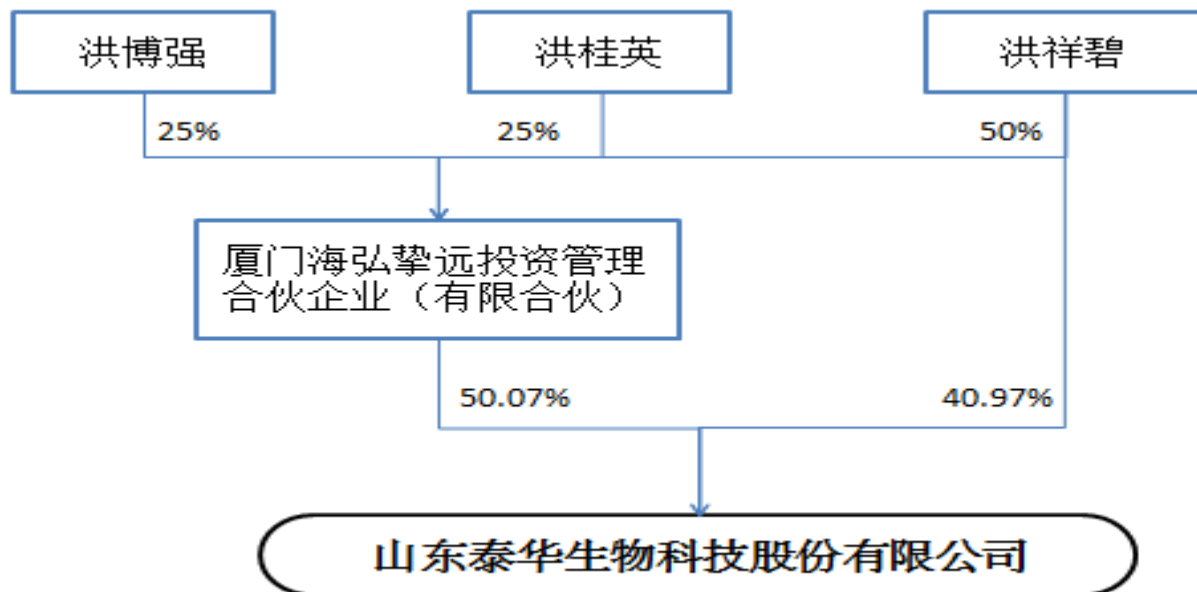 洪博强
洪桂英
洪祥碧
25%
25%
50%
厦门海弘挚远投资管理
合伙企业（有限合伙）
50.07%
40.97%
山东泰华生物科技股份有限公司